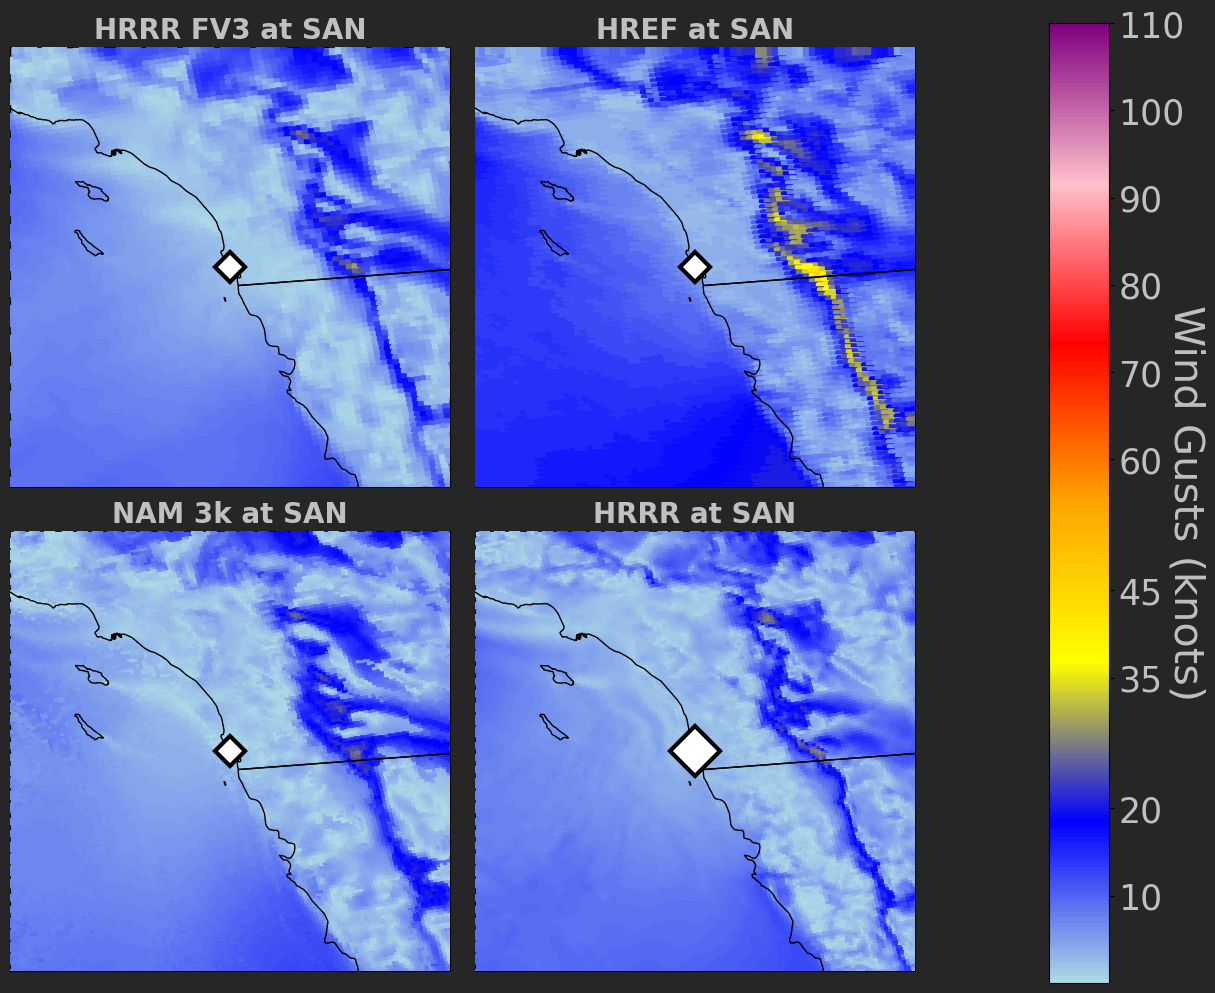 HRRR FV3 at SAN
HREF at SAN
NAM 3k at SAN
HRRR at SAN
110
100
90
80
70
60
45
35
20
10
Wind Gusts (knots)